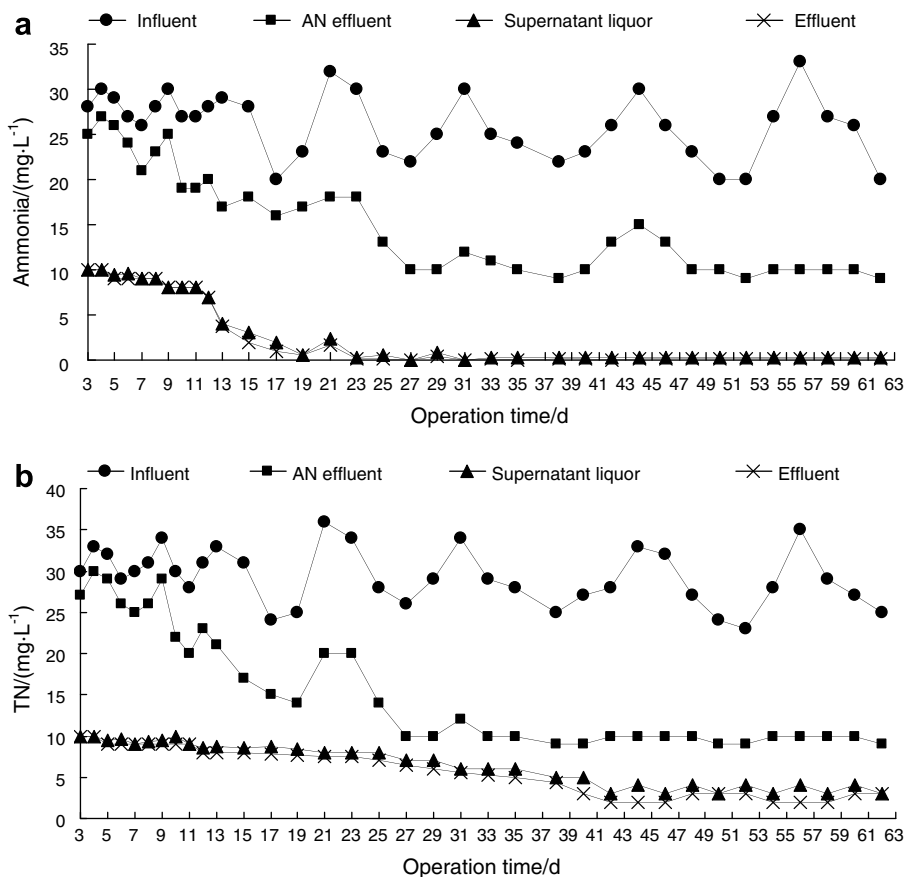 a
Influent AN effluent Supernatant liquor Effluent
35
30
25
20
15
10
5
0
Ammonia/(mg·L⁻¹)
3 5 7 9 11 13 15 17 19 21 23 25 27 29 31 33 35 37 39 41 43 45 47 49 51 53 55 57 59 61 63
Operation time/d
b
Influent AN effluent Supernatant liquor Effluent
40
35
30
25
20
15
10
5
0
TN/(mg·L⁻¹)
3 5 7 9 11 13 15 17 19 21 23 25 27 29 31 33 35 37 39 41 43 45 47 49 51 53 55 57 59 61 63
Operation time/d